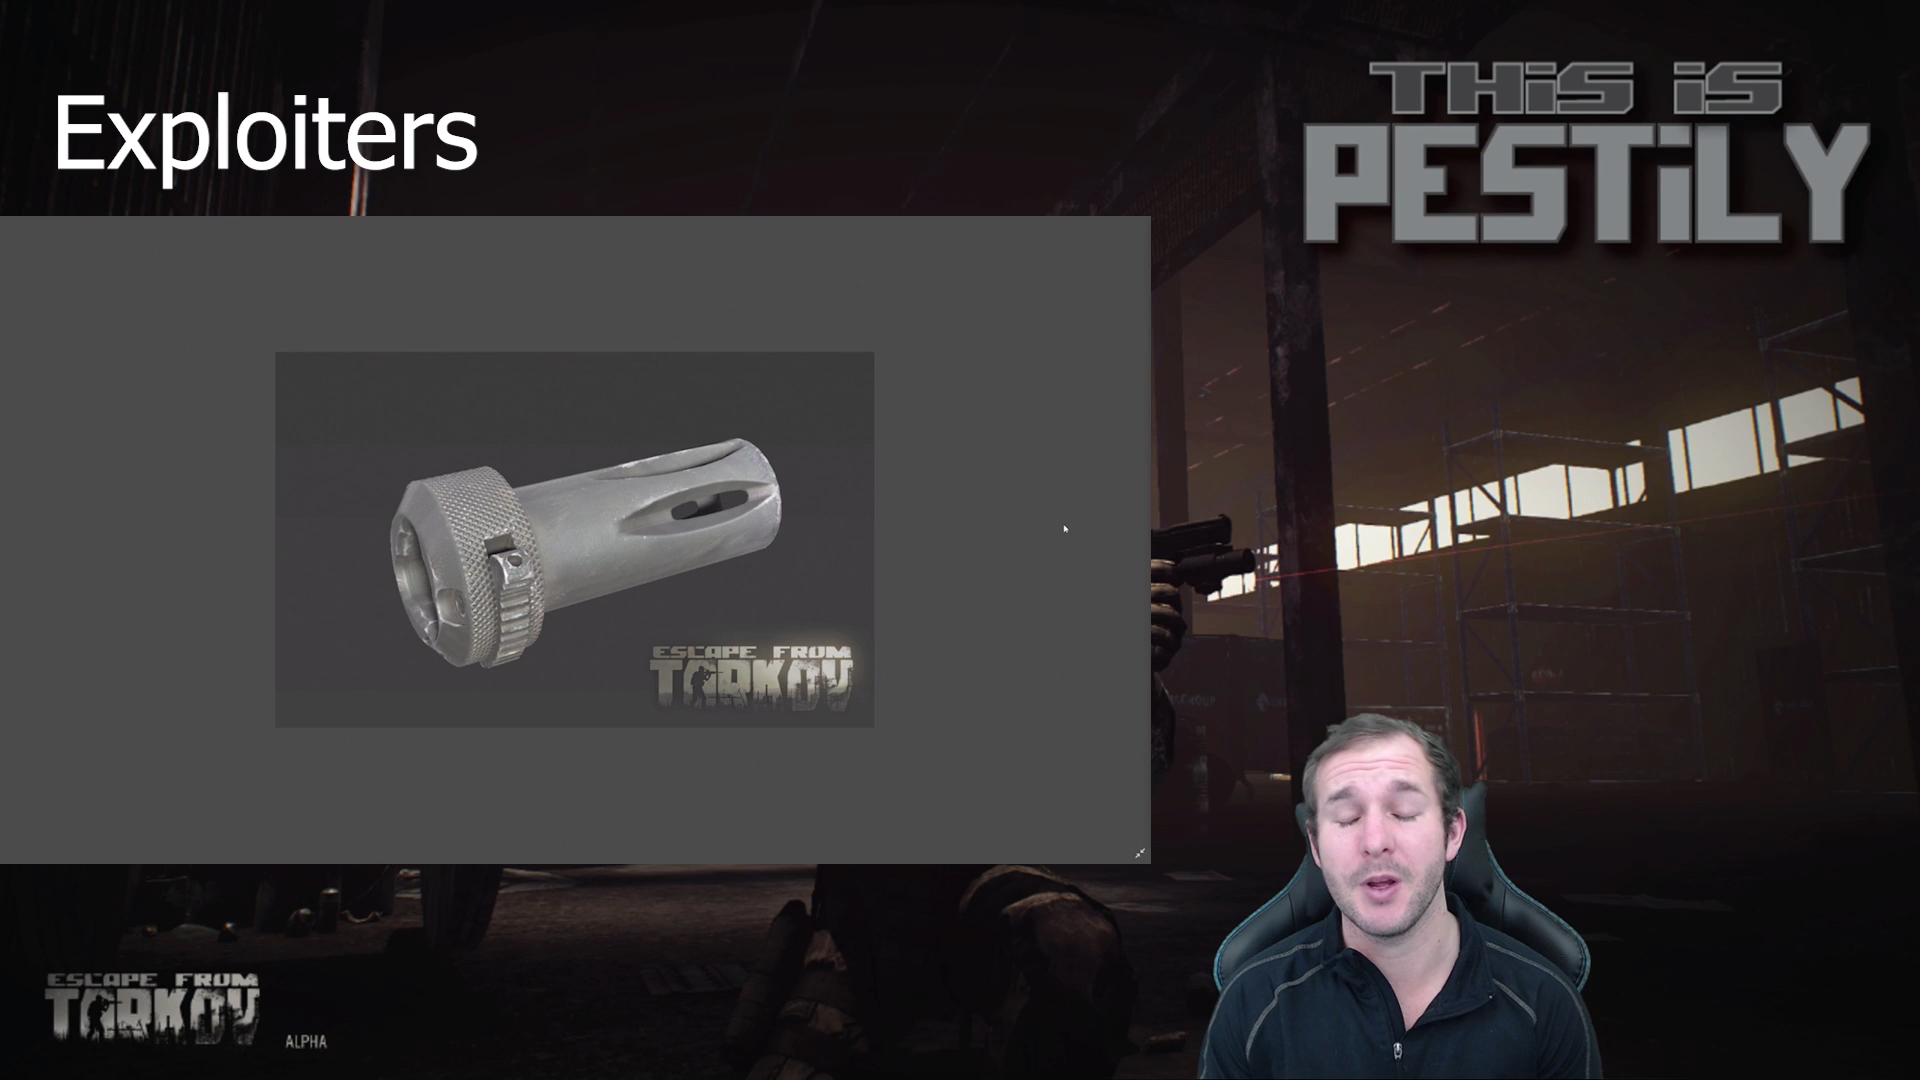 Exploiters
THiS iS
PESTiLY
ESCAPE FROM
TARKOV
ESCAPE FROM
TARKOV
ALPHA